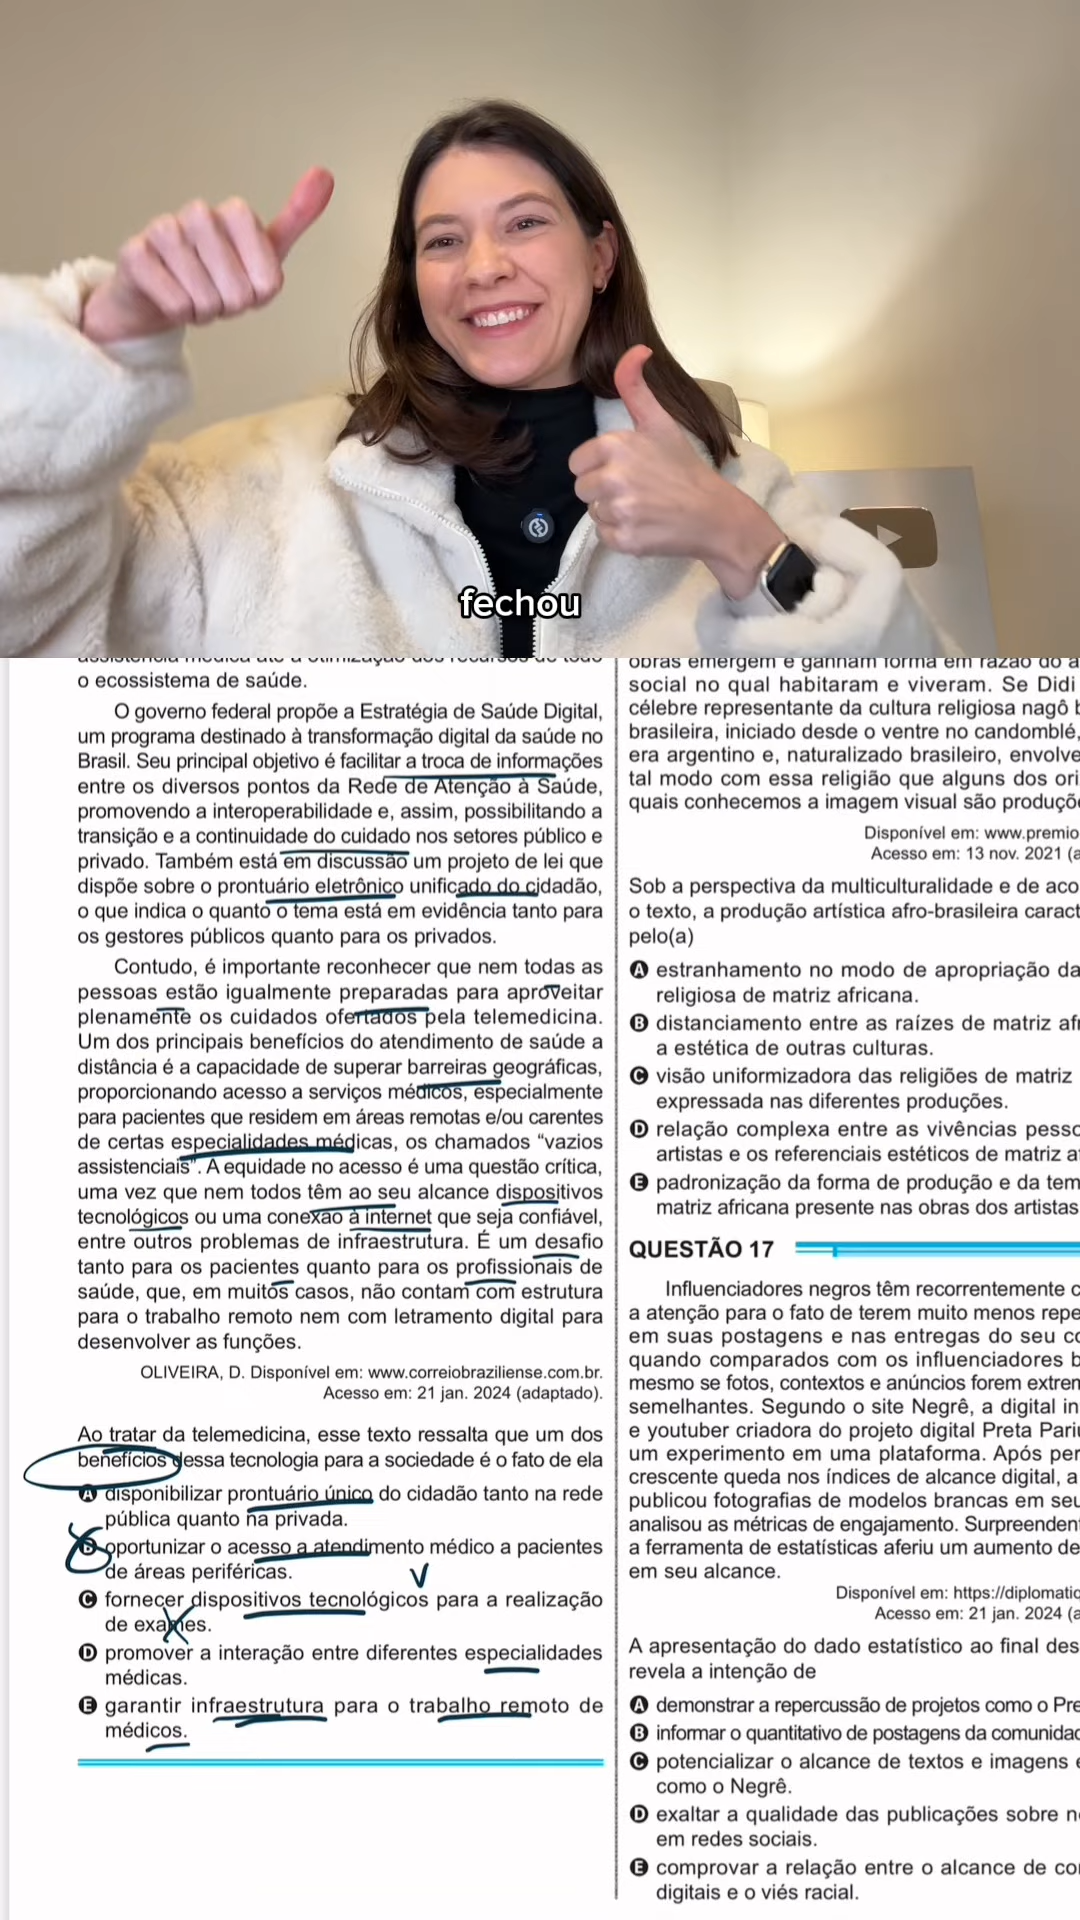 fechou
assistência médica até a otimização dos recursos de todo
o ecossistema de saúde.
O governo federal propõe a Estratégia de Saúde Digital,
um programa destinado à transformação digital da saúde no
Brasil. Seu principal objetivo é facilitar a troca de informações
entre os diversos pontos da Rede de Atenção à Saúde,
promovendo a interoperabilidade e, assim, possibilitando a
transição e a continuidade do cuidado nos setores público e
privado. Também está em discussão um projeto de lei que
dispõe sobre o prontuário eletrônico unificado do cidadão,
o que indica o quanto o tema está em evidência tanto para
os gestores públicos quanto para os privados.
Contudo, é importante reconhecer que nem todas as
pessoas estão igualmente preparadas para aproveitar
plenamente os cuidados ofertados pela telemedicina.
Um dos principais benefícios do atendimento de saúde a
distância é a capacidade de superar barreiras geográficas,
proporcionando acesso a serviços médicos, especialmente
para pacientes que residem em áreas remotas e/ou carentes
de certas especialidades médicas, os chamados “vazios
assistenciais”. A equidade no acesso é uma questão crítica,
uma vez que nem todos têm ao seu alcance dispositivos
tecnológicos ou uma conexão à internet que seja confiável,
entre outros problemas de infraestrutura. É um desafio
tanto para os pacientes quanto para os profissionais de
saúde, que, em muitos casos, não contam com estrutura
para o trabalho remoto nem com letramento digital para
desenvolver as funções.
OLIVEIRA, D. Disponível em: www.correiobraziliense.com.br.
Acesso em: 21 jan. 2024 (adaptado).
Ao tratar da telemedicina, esse texto ressalta que um dos
benefícios dessa tecnologia para a sociedade é o fato de ela
A disponibilizar prontuário único do cidadão tanto na rede
pública quanto na privada.
B oportunizar o acesso a atendimento médico a pacientes
de áreas periféricas.
C fornecer dispositivos tecnológicos para a realização
de exames.
D promover a interação entre diferentes especialidades
médicas.
E garantir infraestrutura para o trabalho remoto de
médicos.
obras emergem e ganham forma em razão do a
social no qual habitaram e viveram. Se Didi
célebre representante da cultura religiosa nagô b
brasileira, iniciado desde o ventre no candomblé,
era argentino e, naturalizado brasileiro, envolve
tal modo com essa religião que alguns dos ori
quais conhecemos a imagem visual são produçõ
Disponível em: www.premio
Acesso em: 13 nov. 2021 (a
Sob a perspectiva da multiculturalidade e de aco
o texto, a produção artística afro-brasileira caract
pelo(a)
A estranhamento no modo de apropriação da
religiosa de matriz africana.
B distanciamento entre as raízes de matriz afr
a estética de outras culturas.
C visão uniformizadora das religiões de matriz
expressada nas diferentes produções.
D relação complexa entre as vivências pesso
artistas e os referenciais estéticos de matriz a
E padronização da forma de produção e da tem
matriz africana presente nas obras dos artistas
QUESTÃO 17
Influenciadores negros têm recorrentemente c
a atenção para o fato de terem muito menos repe
em suas postagens e nas entregas do seu co
quando comparados com os influenciadores b
mesmo se fotos, contextos e anúncios forem extrem
semelhantes. Segundo o site Negrê, a digital in
e youtuber criadora do projeto digital Preta Pari
um experimento em uma plataforma. Após per
crescente queda nos índices de alcance digital, a
publicou fotografias de modelos brancas em seu
analisou as métricas de engajamento. Surpreendent
a ferramenta de estatísticas aferiu um aumento de
em seu alcance.
Disponível em: https://diplomatiq
Acesso em: 21 jan. 2024 (a
A apresentação do dado estatístico ao final des
revela a intenção de
A demonstrar a repercussão de projetos como o Pre
B informar o quantitativo de postagens da comunidad
C potencializar o alcance de textos e imagens
como o Negrê.
D exaltar a qualidade das publicações sobre n
em redes sociais.
E comprovar a relação entre o alcance de co
digitais e o viés racial.